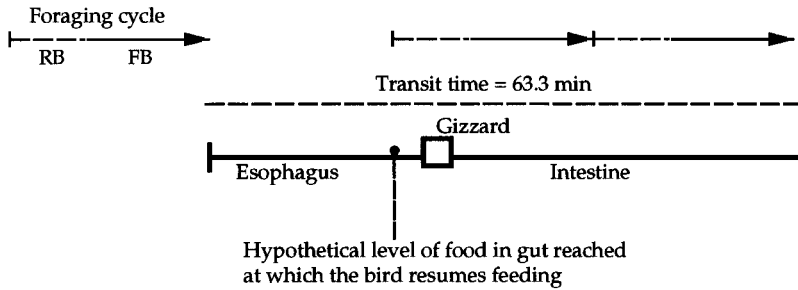 Foraging cycle
RB FB
Transit time = 63.3 min
Gizzard
Esophagus Intestine
Hypothetical level of food in gut reached
at which the bird resumes feeding